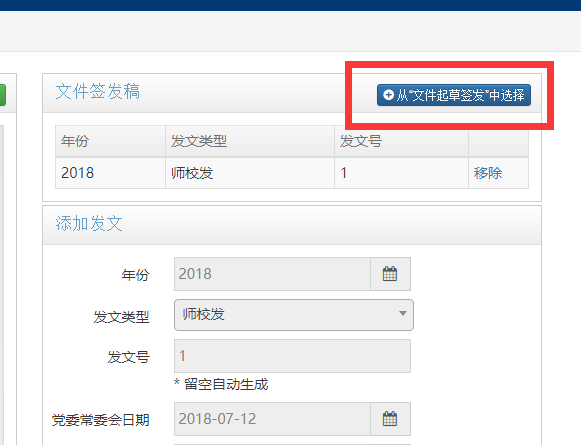 文件签发稿
从"文件起草签发"中选择
年份 发文类型 发文号
2018 师校发 1 移除
添加发文
年份 2018
发文类型 师校发
发文号 1
* 留空自动生成
党委常委会日期 2018-07-12